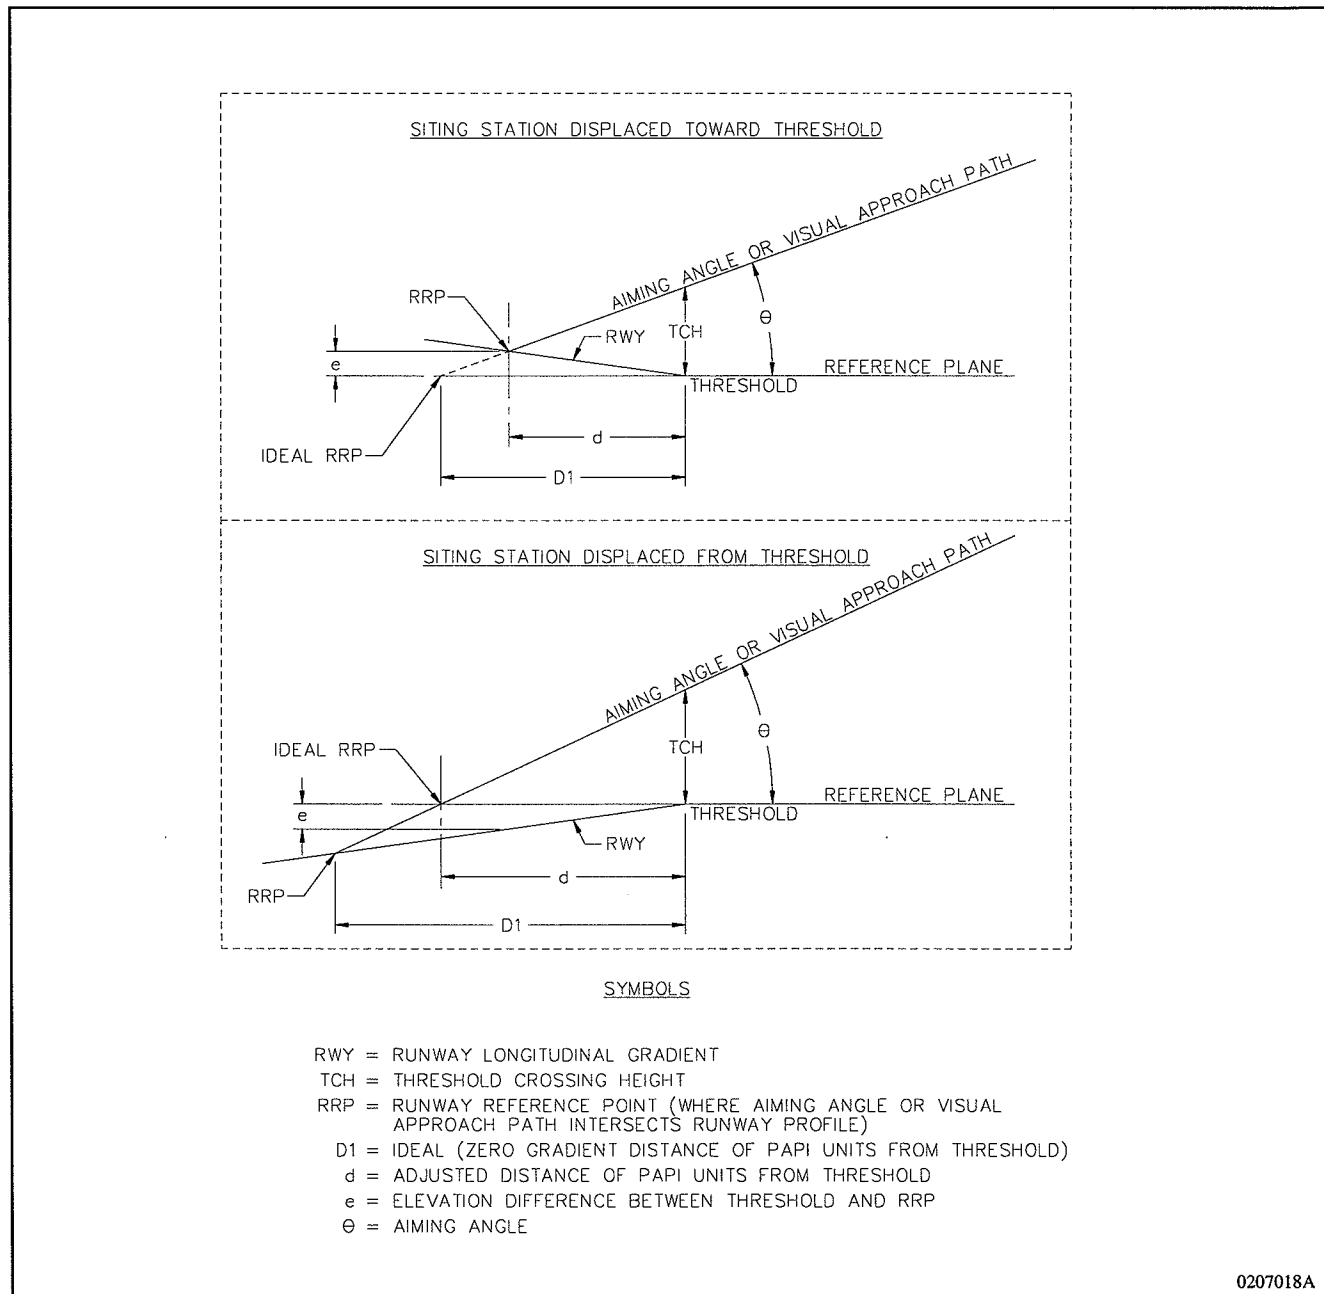 SITING STATION DISPLACED TOWARD THRESHOLD
AIMING ANGLE OR VISUAL APPROACH PATH
RRP
RWY
TCH
θ
e
REFERENCE PLANE
THRESHOLD
d
IDEAL RRP
D1
SITING STATION DISPLACED FROM THRESHOLD
AIMING ANGLE OR VISUAL APPROACH PATH
IDEAL RRP
TCH
θ
REFERENCE PLANE
e
THRESHOLD
RWY
d
RRP
D1
SYMBOLS
RWY = RUNWAY LONGITUDINAL GRADIENT
TCH = THRESHOLD CROSSING HEIGHT
RRP = RUNWAY REFERENCE POINT (WHERE AIMING ANGLE OR VISUAL
APPROACH PATH INTERSECTS RUNWAY PROFILE)
D1 = IDEAL (ZERO GRADIENT DISTANCE OF PAPI UNITS FROM THRESHOLD)
d = ADJUSTED DISTANCE OF PAPI UNITS FROM THRESHOLD
e = ELEVATION DIFFERENCE BETWEEN THRESHOLD AND RRP
θ = AIMING ANGLE
0207018A